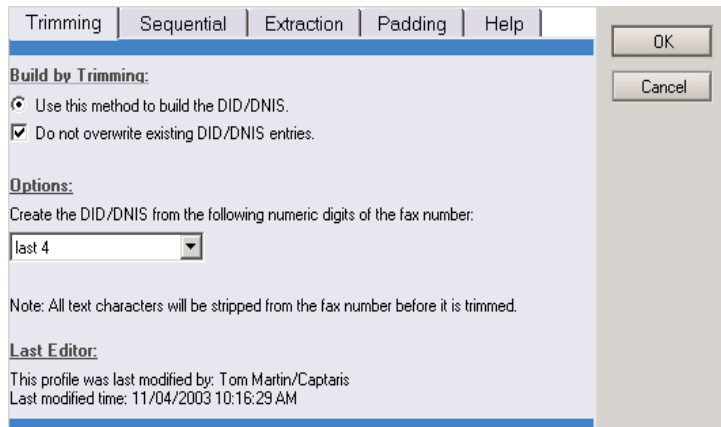 Trimming Sequential Extraction Padding Help
OK
Cancel
Build by Trimming:
Use this method to build the DID/DNIS.
Do not overwrite existing DID/DNIS entries.
Options:
Create the DID/DNIS from the following numeric digits of the fax number:
last 4
Note: All text characters will be stripped from the fax number before it is trimmed.
Last Editor:
This profile was last modified by: Tom Martin/Captaris
Last modified time: 11/04/2003 10:16:29 AM